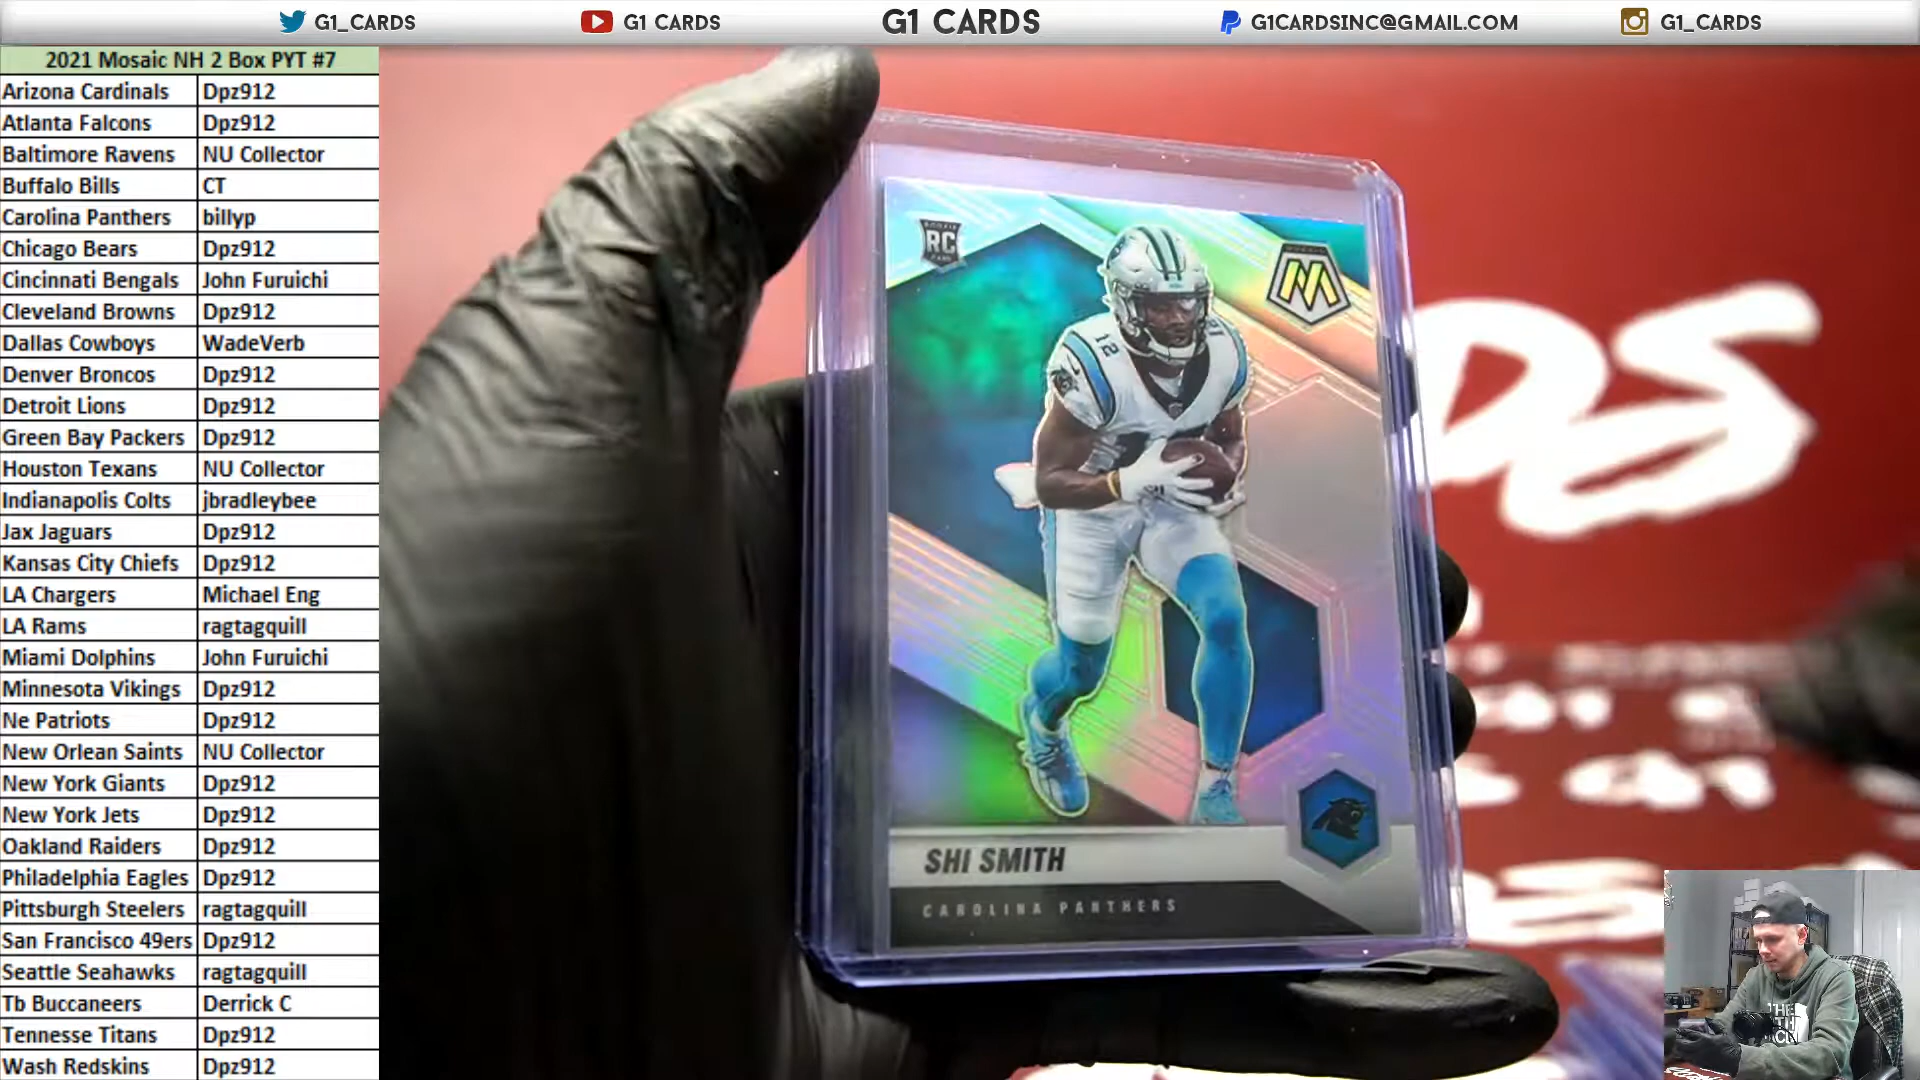 G1_CARDS
G1 CARDS
G1 CARDS
G1CARDSINC@GMAIL.COM
G1_CARDS
2021 Mosaic NH 2 Box PYT #7
Arizona Cardinals Dpz912
Atlanta Falcons Dpz912
Baltimore Ravens NU Collector
Buffalo Bills CT
Carolina Panthers billyp
Chicago Bears Dpz912
Cincinnati Bengals John Furuichi
Cleveland Browns Dpz912
Dallas Cowboys WadeVerb
Denver Broncos Dpz912
Detroit Lions Dpz912
Green Bay Packers Dpz912
Houston Texans NU Collector
Indianapolis Colts jbradleybee
Jax Jaguars Dpz912
Kansas City Chiefs Dpz912
LA Chargers Michael Eng
LA Rams ragtagquill
Miami Dolphins John Furuichi
Minnesota Vikings Dpz912
Ne Patriots Dpz912
New Orlean Saints NU Collector
New York Giants Dpz912
New York Jets Dpz912
Oakland Raiders Dpz912
Philadelphia Eagles Dpz912
Pittsburgh Steelers ragtagquill
San Francisco 49ers Dpz912
Seattle Seahawks ragtagquill
Tb Buccaneers Derrick C
Tennesse Titans Dpz912
Wash Redskins Dpz912
RC
M
12
SHI SMITH
CAROLINA PANTHERS
DS
THE